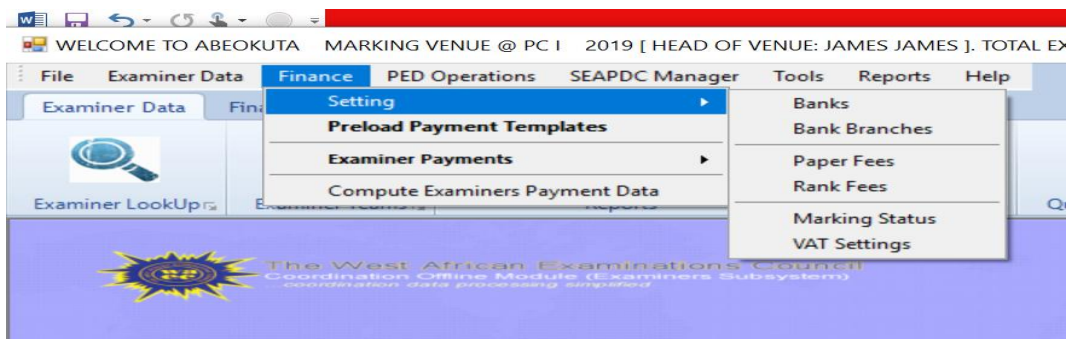 WELCOME TO ABEOKUTA MARKING VENUE @ PC I 2019 [ HEAD OF VENUE: JAMES JAMES ]. TOTAL
File Examiner Data Finance PED Operations SEAPDC Manager Tools Reports Help
Examiner Data
Setting
Preload Payment Templates
Examiner Payments
Compute Examiners Payment Data
Banks
Bank Branches
Paper Fees
Rank Fees
Marking Status
VAT Settings
Examiner LookUp
Reports
The West African Examinations Council
Coordination Offline Module (Examiners Subsystem)
...coordination data processing simplified